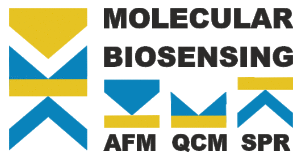 MOLECULAR
BIOSENSING
AFM QCM SPR